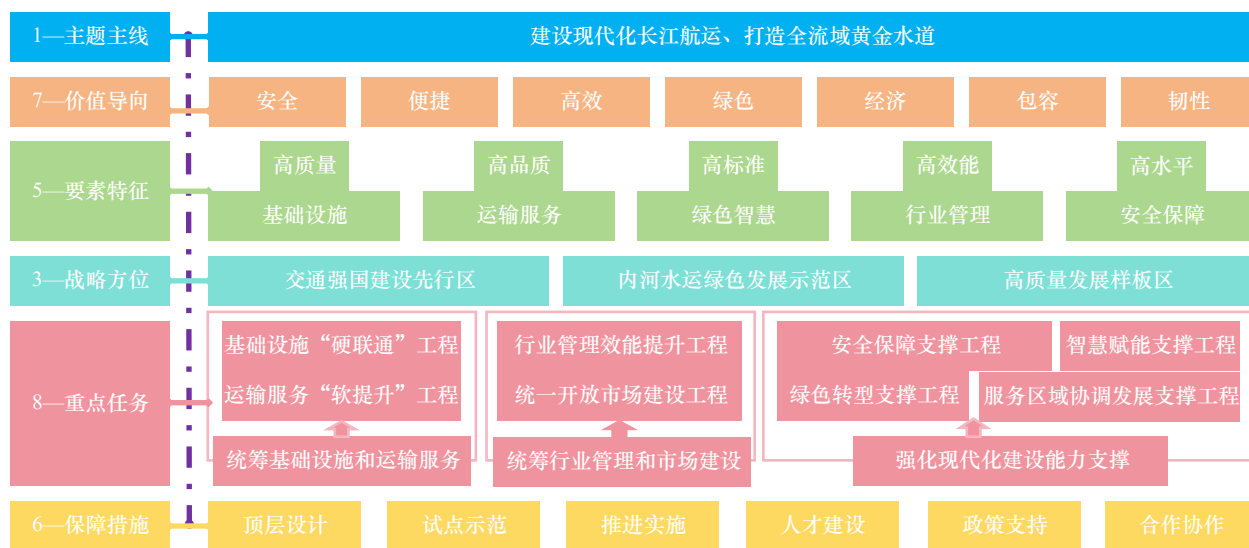 1—主题主线
建设现代化长江航运、打造全流域黄金水道
7—价值导向
安全
便捷
高效
绿色
经济
包容
韧性
5—要素特征
高质量
基础设施
高品质
运输服务
高标准
绿色智慧
高效能
行业管理
高水平
安全保障
3—战略方位
交通强国建设先行区
内河水运绿色发展示范区
高质量发展样板区
8—重点任务
基础设施“硬联通”工程
运输服务“软提升”工程
统筹基础设施和运输服务
行业管理效能提升工程
统一开放市场建设工程
统筹行业管理和市场建设
安全保障支撑工程
智慧赋能支撑工程
绿色转型支撑工程
服务区域协调发展支撑工程
强化现代化建设能力支撑
6—保障措施
顶层设计
试点示范
推进实施
人才建设
政策支持
合作协作